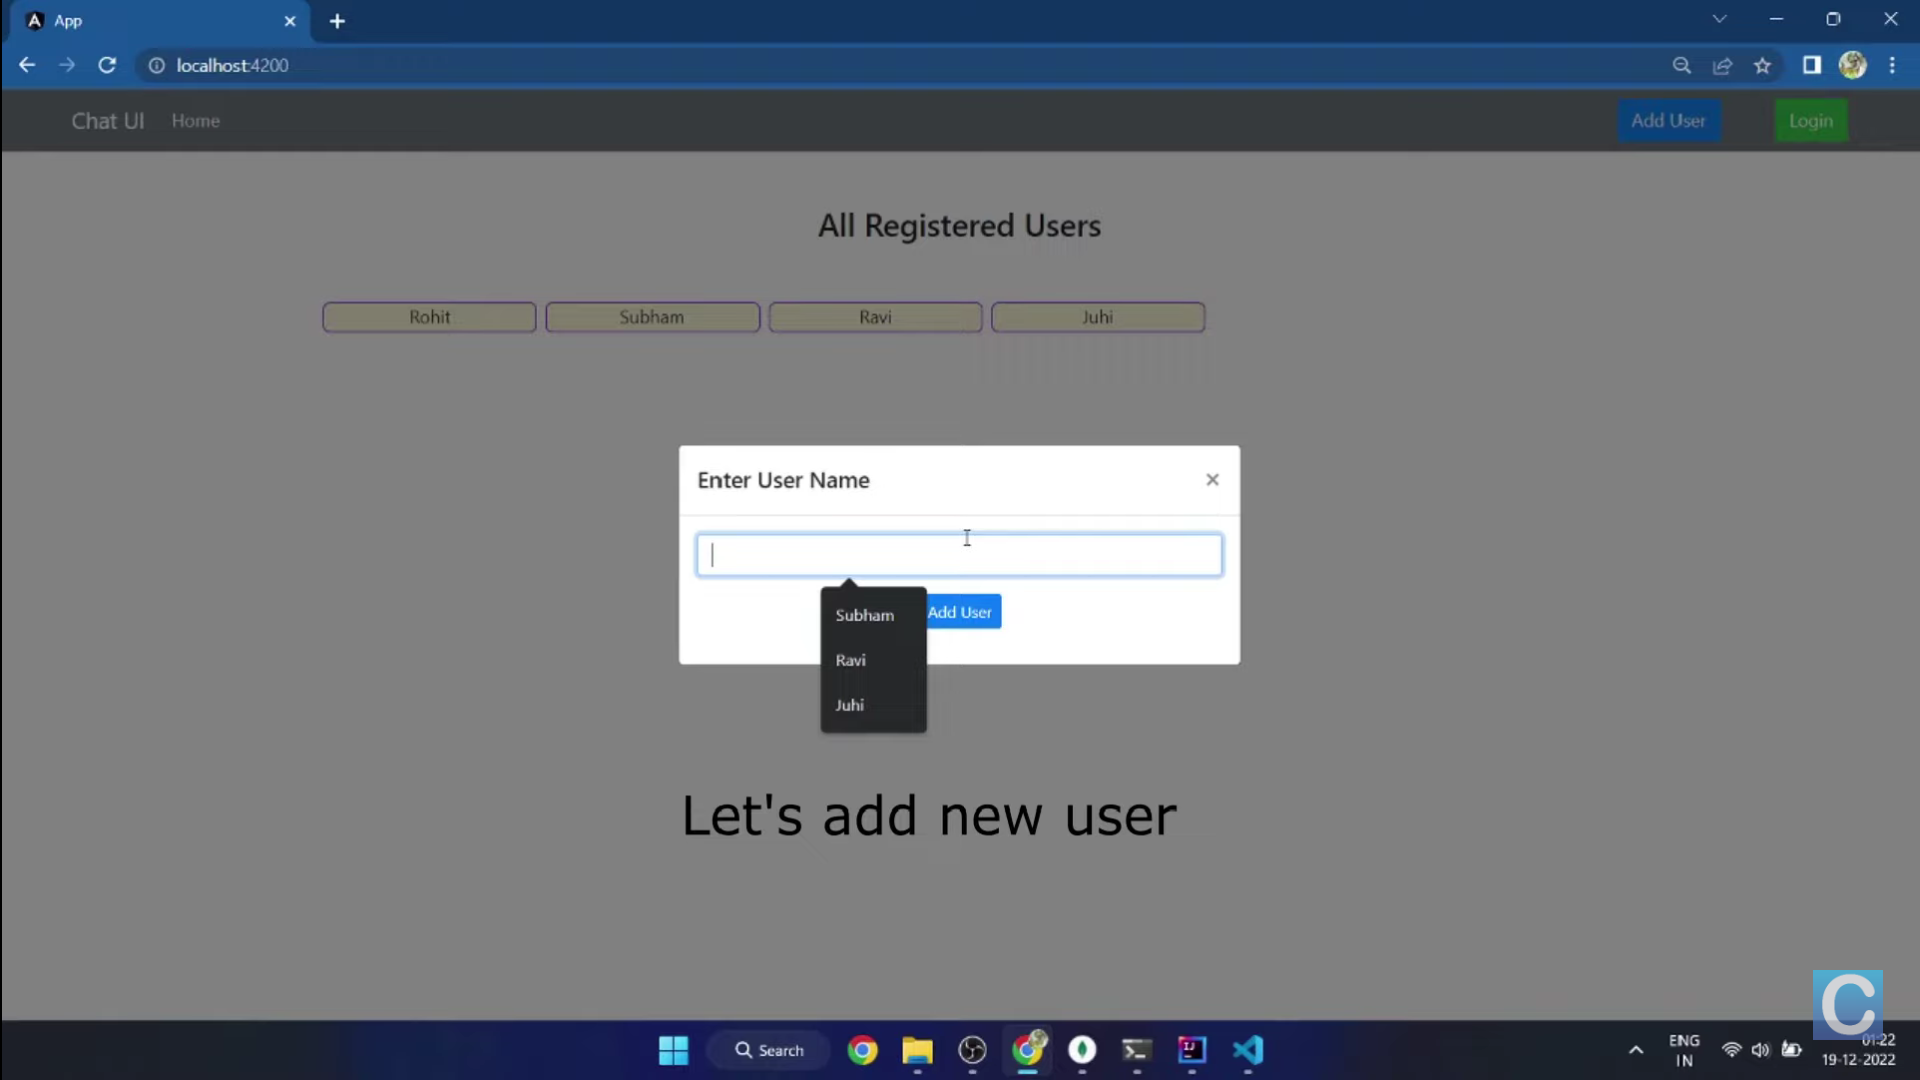 App
localhost:4200
Chat UI Home Add User Login
All Registered Users
Rohit Subham Ravi Juhi
Enter User Name
Subham
Add User
Ravi
Juhi
Let's add new user
C
Search
ENG
IN
01:22
19-12-2022